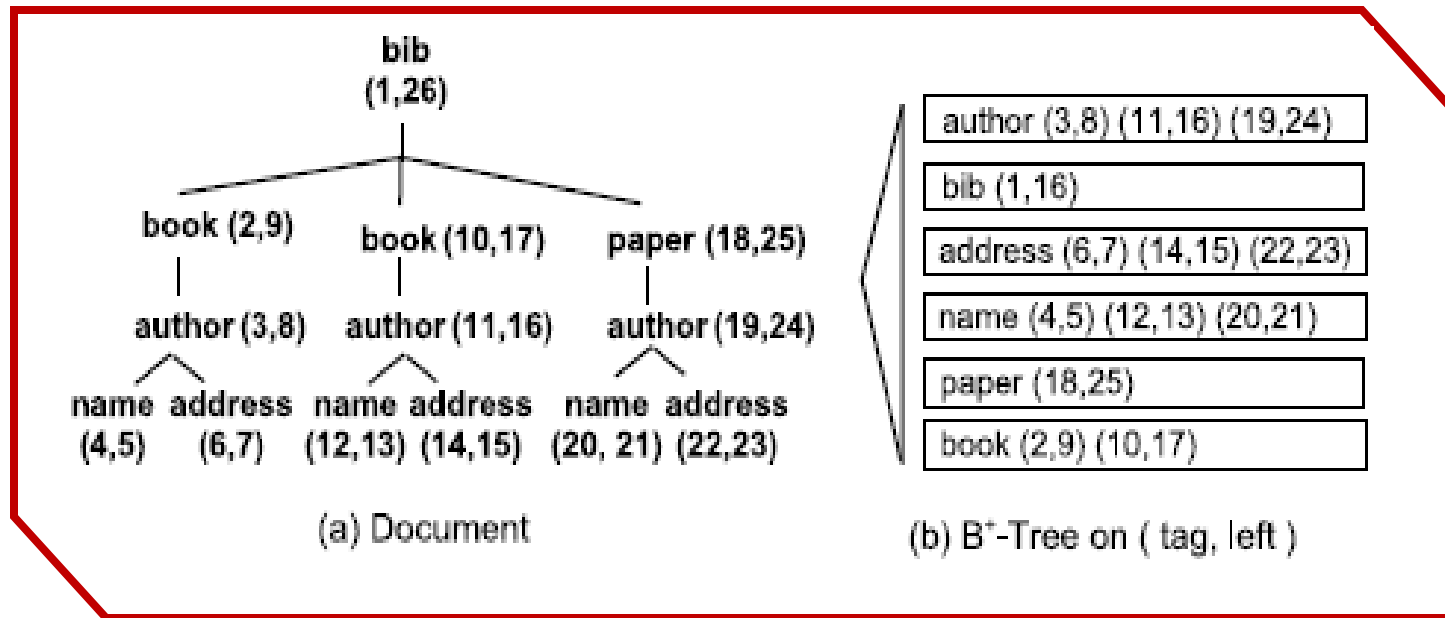 bib
(1,26)
book (2,9) book (10,17) paper (18,25)
author (3,8) author (11,16) author (19,24)
name address name address name address
(4,5) (6,7) (12,13) (14,15) (20, 21) (22,23)
(a) Document
author (3,8) (11,16) (19,24)
bib (1,16)
address (6,7) (14,15) (22,23)
name (4,5) (12,13) (20,21)
paper (18,25)
book (2,9) (10,17)
(b) B⁺-Tree on ( tag, left )